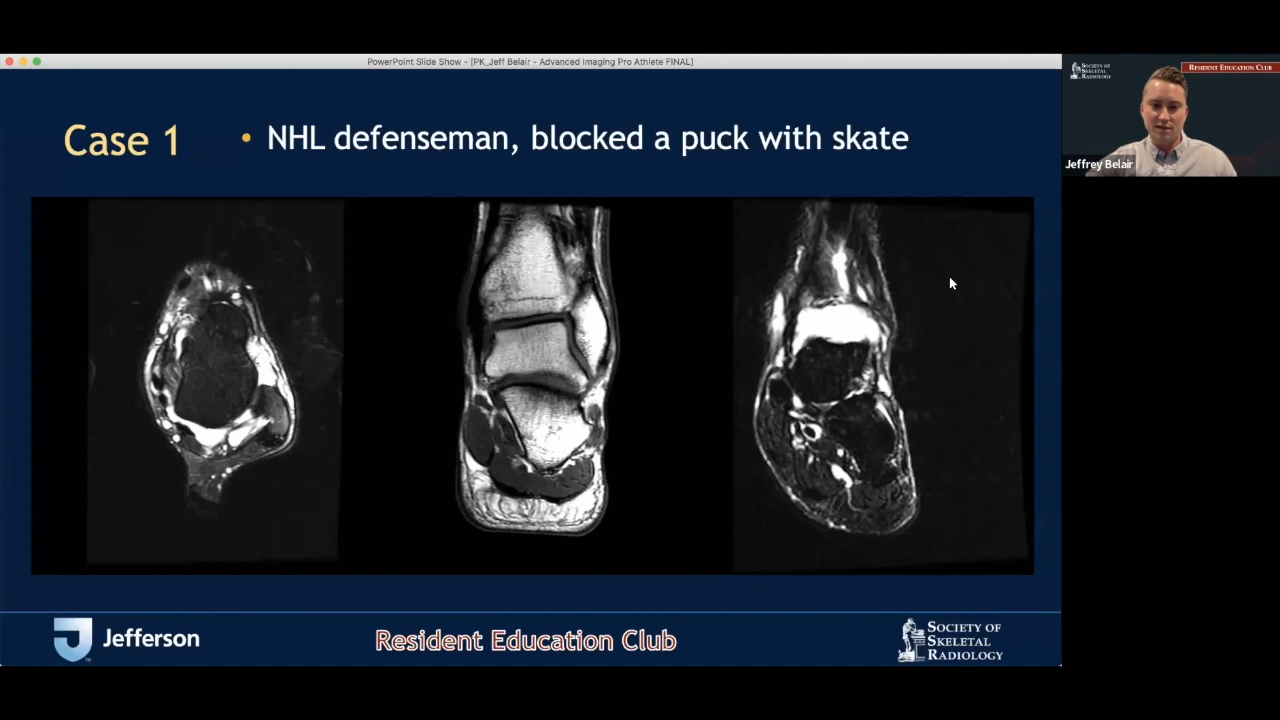 PowerPoint Slide Show - [PK_Jeff Belair - Advanced Imaging Pro Athlete FINAL]
Case 1
• NHL defenseman, blocked a puck with skate
Jefferson
TM
Resident Education Club
SOCIETY OF
SKELETAL
RADIOLOGY
SOCIETY OF
SKELETAL
RADIOLOGY
RESIDENT EDUCATION CLUB
Jeffrey Belair